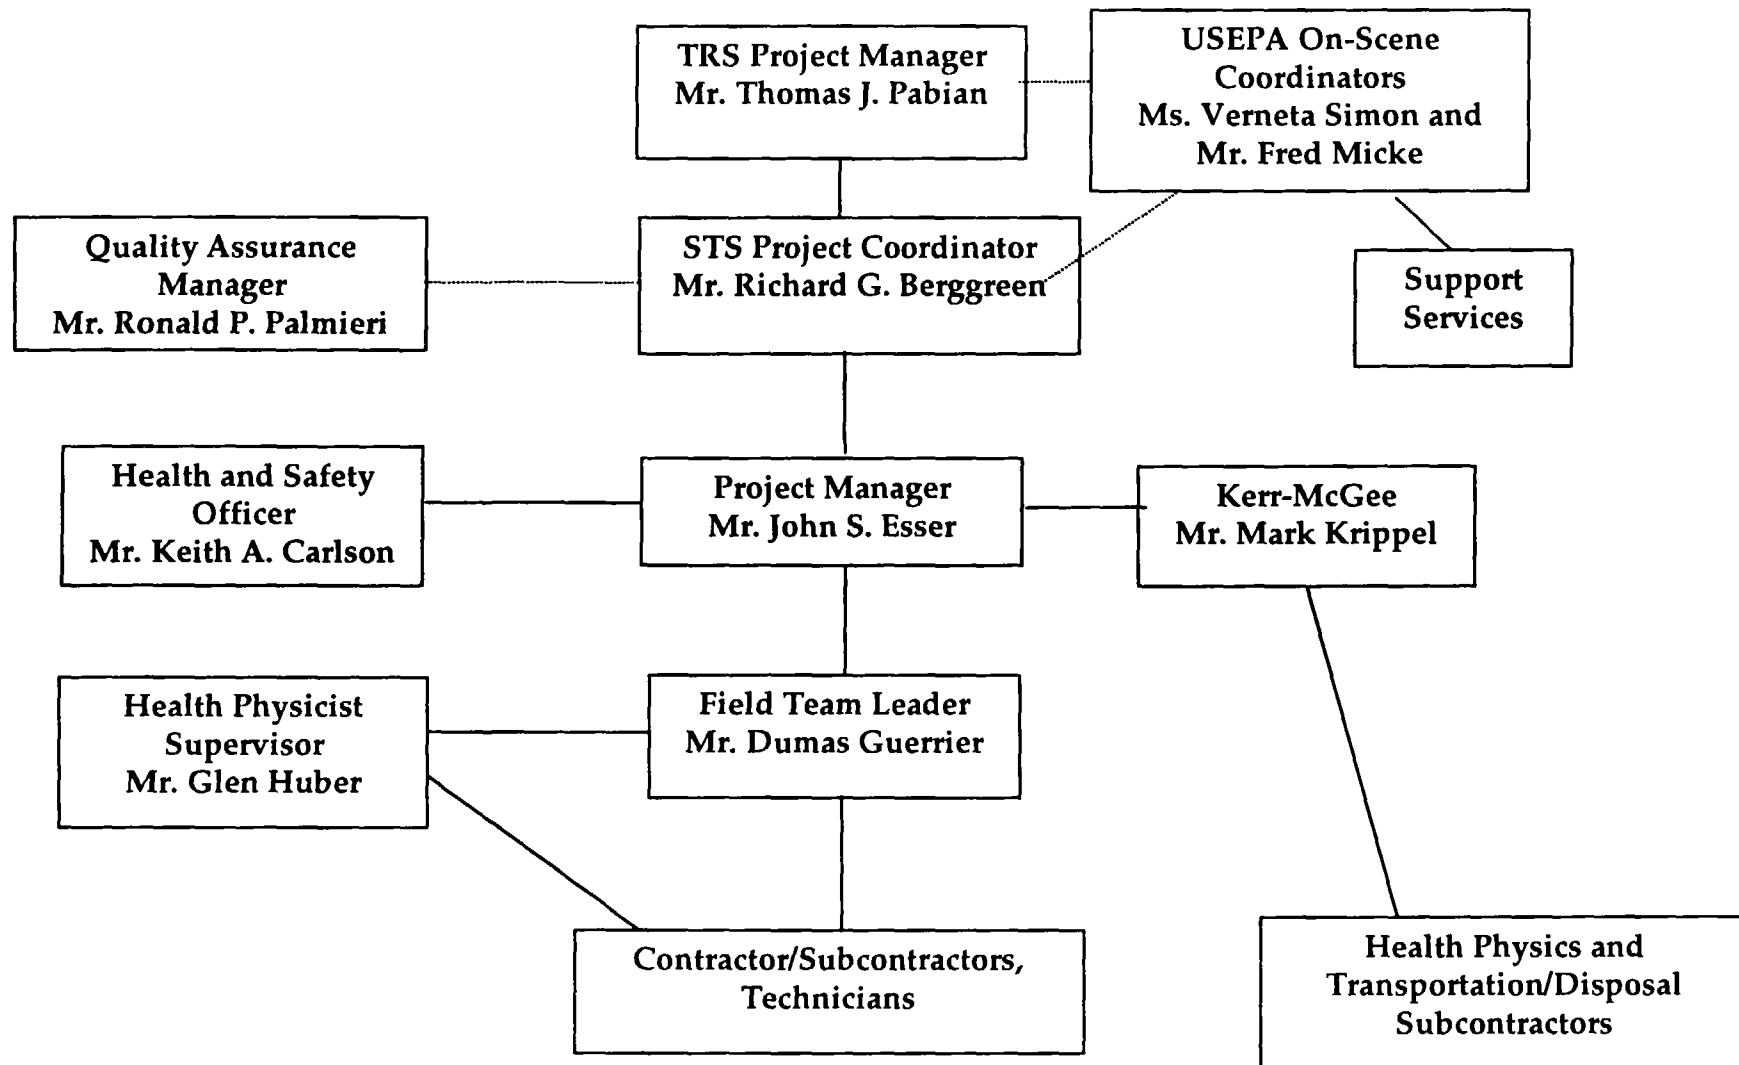 TRS Project Manager
Mr. Thomas J. Pabian
USEPA On-Scene
Coordinators
Ms. Verneta Simon and
Mr. Fred Micke
Quality Assurance
Manager
Mr. Ronald P. Palmieri
STS Project Coordinator
Mr. Richard G. Berggreen
Support
Services
Health and Safety
Officer
Mr. Keith A. Carlson
Project Manager
Mr. John S. Esser
Kerr-McGee
Mr. Mark Krippel
Health Physicist
Supervisor
Mr. Glen Huber
Field Team Leader
Mr. Dumas Guerrier
Contractor/Subcontractors,
Technicians
Health Physics and
Transportation/Disposal
Subcontractors